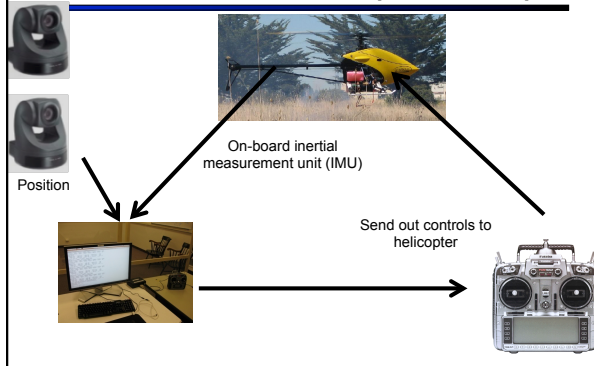 On-board inertial
measurement unit (IMU)
Position
Send out controls to
helicopter